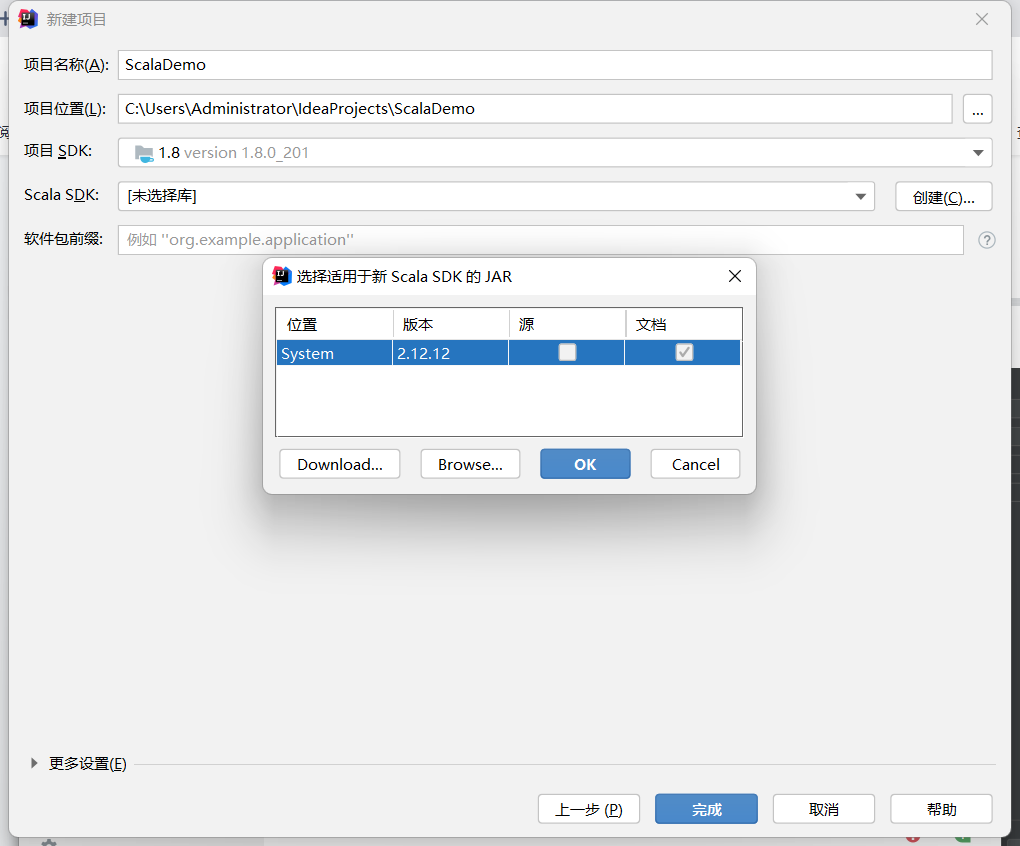 新建项目
项目名称(A): ScalaDemo
项目位置(L): C:\Users\Administrator\IdeaProjects\ScalaDemo ...
项目 SDK: 1.8 version 1.8.0_201
Scala SDK: [未选择库] 创建(C)...
软件包前缀: 例如 "org.example.application" ?
选择适用于新 Scala SDK 的 JAR
位置 版本 源 文档
System 2.12.12
Download... Browse... OK Cancel
更多设置(E)
上一步 (P) 完成 取消 帮助